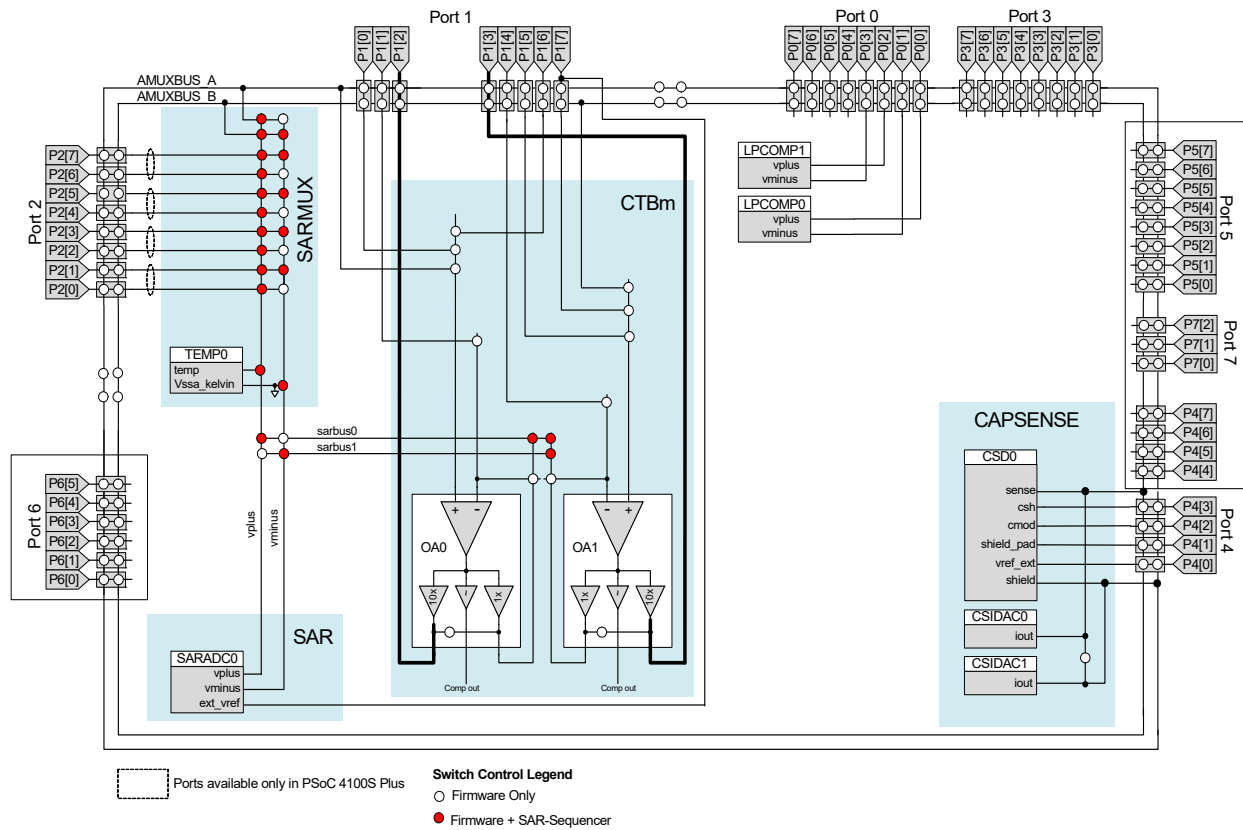 Port 1
Port 0
Port 3
P1[0]
P1[1]
P1[2]
P1[3]
P1[4]
P1[5]
P1[6]
P1[7]
P0[7]
P0[6]
P0[5]
P0[4]
P0[3]
P0[2]
P0[1]
P0[0]
P3[7]
P3[6]
P3[5]
P3[4]
P3[3]
P3[2]
P3[1]
P3[0]
AMUXBUS_A
AMUXBUS_B
Port 2
P2[7]
P2[6]
P2[5]
P2[4]
P2[3]
P2[2]
P2[1]
P2[0]
SARMUX
TEMP0
temp
Vssa_kelvin
LPCOMP1
vplus
vminus
LPCOMP0
vplus
vminus
CTBm
P5[7]
P5[6]
P5[5]
P5[4]
P5[3]
P5[2]
P5[1]
P5[0]
Port 5
P7[2]
P7[1]
P7[0]
Port 7
P4[7]
P4[6]
P4[5]
P4[4]
P4[3]
P4[2]
P4[1]
P4[0]
Port 4
sarbus0
sarbus1
Port 6
P6[5]
P6[4]
P6[3]
P6[2]
P6[1]
P6[0]
vplus
vminus
+ -
OA0
10x
~
1x
Comp out
- +
OA1
1x
~
10x
Comp out
CAPSENSE
CSD0
sense
csh
cmod
shield_pad
vref_ext
shield
CSIDAC0
iout
CSIDAC1
iout
SAR
SARADC0
vplus
vminus
ext_vref
Ports available only in PSoC 4100S Plus
Switch Control Legend
Firmware Only
Firmware + SAR-Sequencer